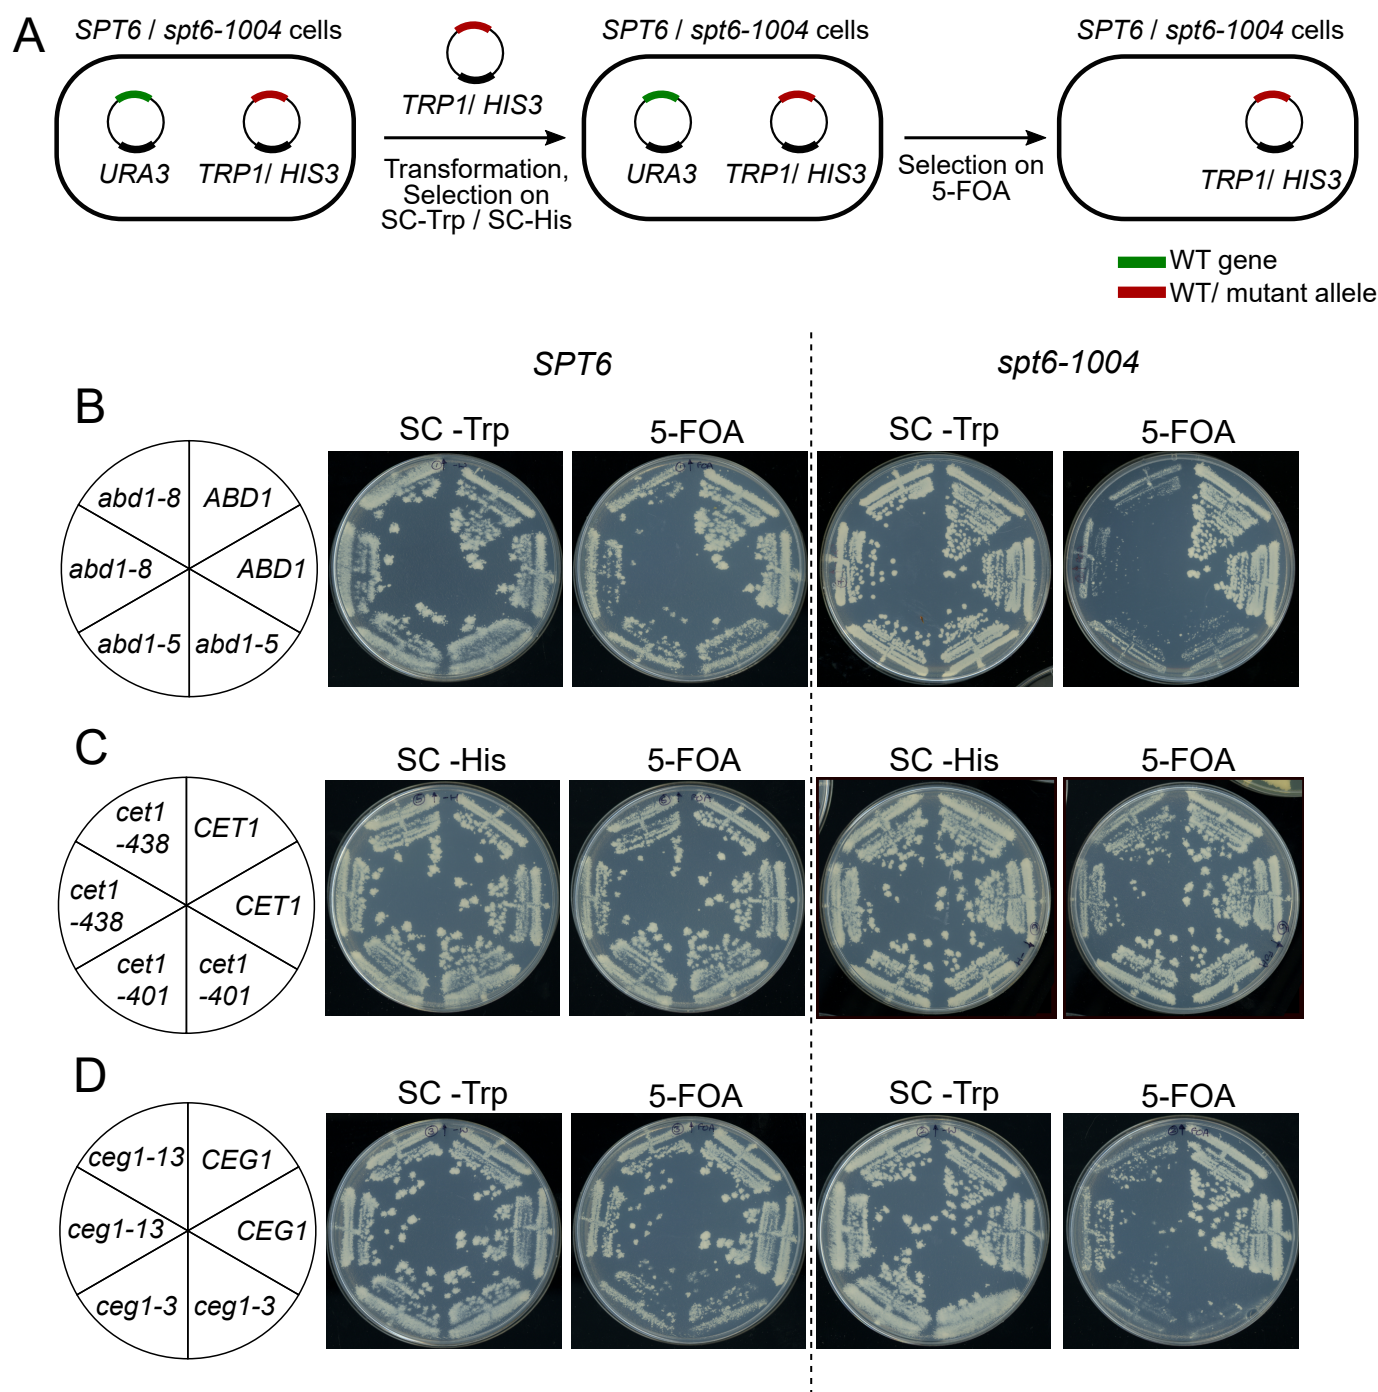 A
SPT6 / spt6-1004 cells
SPT6 / spt6-1004 cells
SPT6 / spt6-1004 cells
URA3
TRP1/ HIS3
TRP1/ HIS3
Transformation,
Selection on
SC-Trp / SC-His
URA3
TRP1/ HIS3
Selection on
5-FOA
TRP1/ HIS3
WT gene
WT/ mutant allele
SPT6
spt6-1004
B
SC -Trp
5-FOA
SC -Trp
5-FOA
abd1-8
ABD1
abd1-8
ABD1
abd1-5
abd1-5
C
SC -His
5-FOA
SC -His
5-FOA
cet1
-438
CET1
cet1
-438
CET1
cet1
-401
cet1
-401
D
SC -Trp
5-FOA
SC -Trp
5-FOA
ceg1-13
CEG1
ceg1-13
CEG1
ceg1-3
ceg1-3